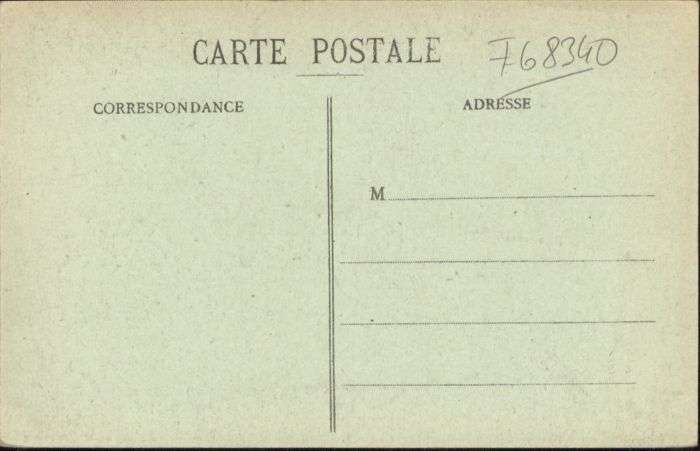 CARTE POSTALE
768340
CORRESPONDANCE
ADRESSE
M